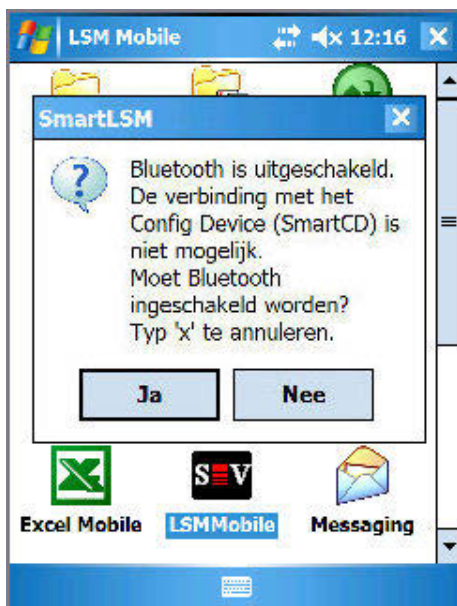 LSM Mobile 12:16
SmartLSM
Bluetooth is uitgeschakeld.
De verbinding met het
Config Device (SmartCD) is
niet mogelijk.
Moet Bluetooth
ingeschakeld worden?
Typ 'x' te annuleren.
Ja Nee
S V
Excel Mobile LSMMobile Messaging